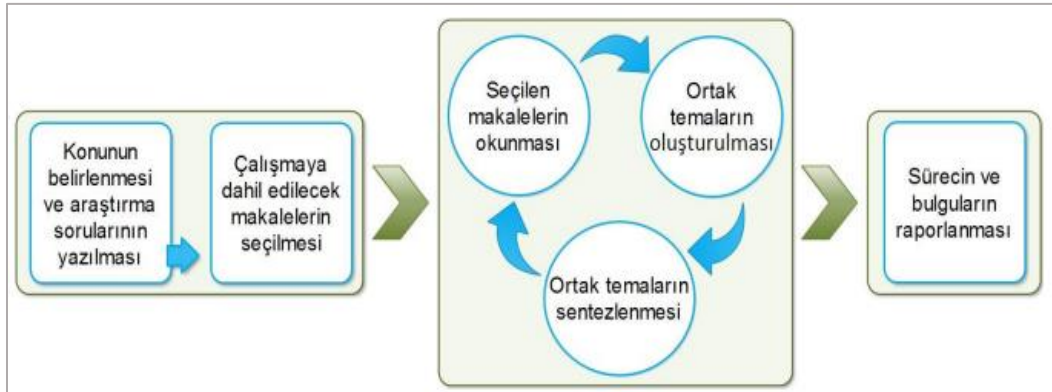 Konunun
belirlenmesi
ve araştırma
sorularının
yazılması
Çalışmaya
dahil edilecek
makalelerin
seçilmesi
Seçilen
makalelerin
okunması
Ortak
temaların
oluşturulması
Ortak temaların
sentezlenmesi
Sürecin ve
bulguların
raporlanması